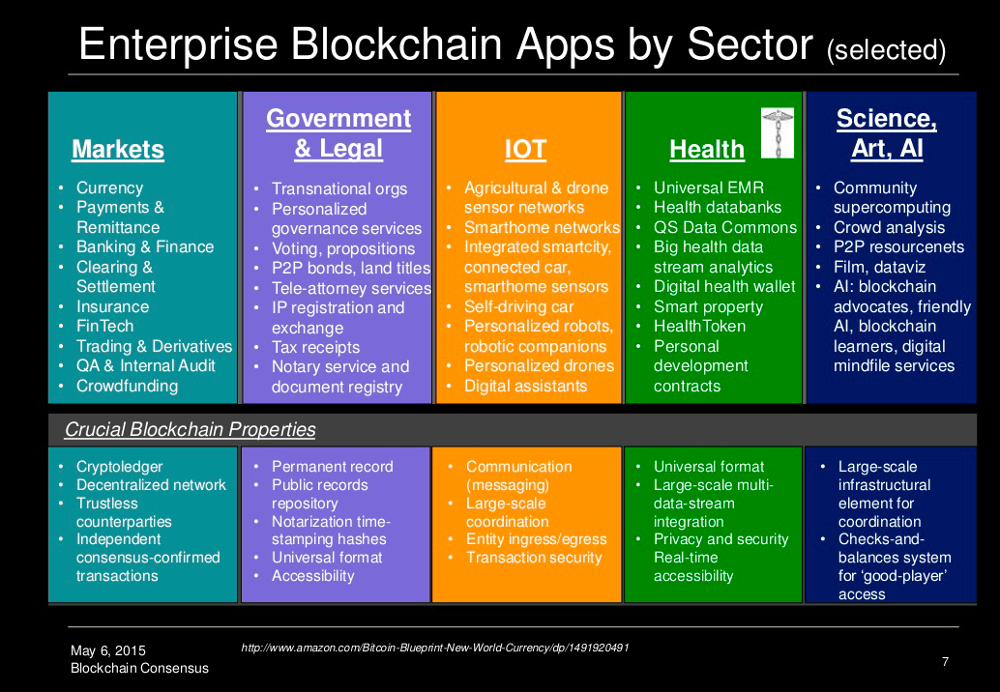 Enterprise Blockchain Apps by Sector (selected)
Markets
• Currency
• Payments &
Remittance
• Banking & Finance
• Clearing &
Settlement
• Insurance
• FinTech
• Trading & Derivatives
• QA & Internal Audit
• Crowdfunding
Government
& Legal
• Transnational orgs
• Personalized
governance services
• Voting, propositions
• P2P bonds, land titles
• Tele-attorney services
• IP registration and
exchange
• Tax receipts
• Notary service and
document registry
IOT
• Agricultural & drone
sensor networks
• Smarthome networks
• Integrated smartcity,
connected car,
smarthome sensors
• Self-driving car
• Personalized robots,
robotic companions
• Personalized drones
• Digital assistants
Health
• Universal EMR
• Health databanks
• QS Data Commons
• Big health data
stream analytics
• Digital health wallet
• Smart property
• HealthToken
• Personal
development
contracts
Science,
Art, AI
• Community
supercomputing
• Crowd analysis
• P2P resourcenets
• Film, dataviz
• AI: blockchain
advocates, friendly
AI, blockchain
learners, digital
mindfile services
Crucial Blockchain Properties
• Cryptoledger
• Decentralized network
• Trustless
counterparties
• Independent
consensus-confirmed
transactions
• Permanent record
• Public records
repository
• Notarization time-
stamping hashes
• Universal format
• Accessibility
• Communication
(messaging)
• Large-scale
coordination
• Entity ingress/egress
• Transaction security
• Universal format
• Large-scale multi-
data-stream
integration
• Privacy and security
Real-time
accessibility
• Large-scale
infrastructural
element for
coordination
• Checks-and-
balances system
for ‘good-player’
access
May 6, 2015
Blockchain Consensus
http://www.amazon.com/Bitcoin-Blueprint-New-World-Currency/dp/1491920491
7